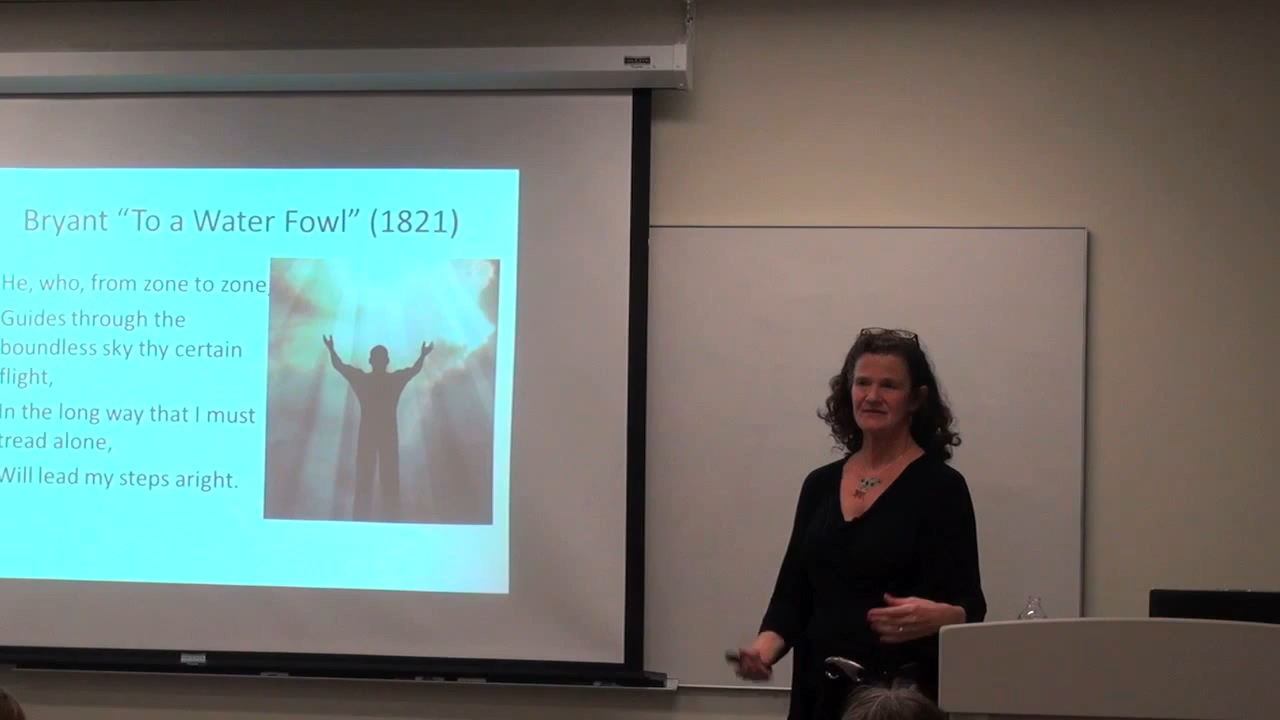 Bryant “To a Water Fowl” (1821)
He, who, from zone to zone,
Guides through the
boundless sky thy certain
flight,
In the long way that I must
tread alone,
Will lead my steps aright.